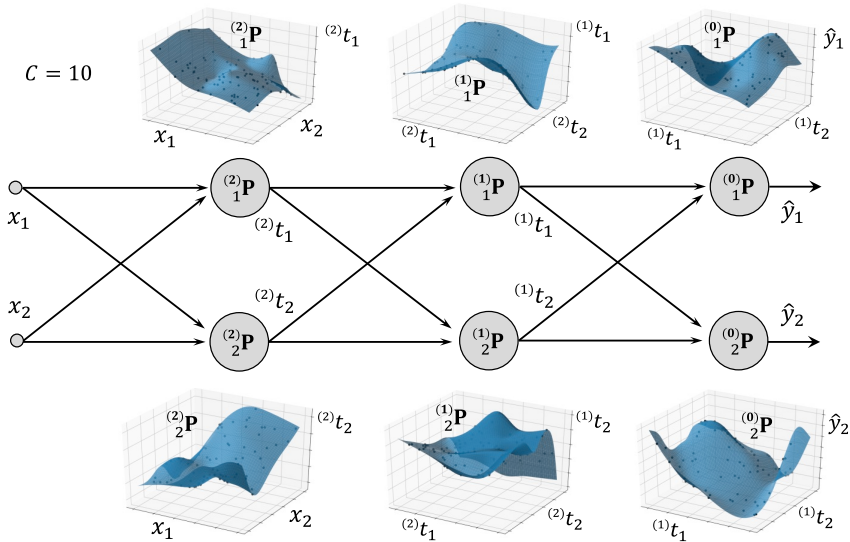 C = 10
⁽²⁾₁P
⁽²⁾t₁
x₁
x₂
⁽¹⁾₁P
⁽¹⁾t₁
⁽²⁾t₁
⁽²⁾t₂
⁽⁰⁾₁P
ŷ₁
⁽¹⁾t₁
⁽¹⁾t₂
x₁
⁽²⁾₁P
⁽²⁾t₁
⁽¹⁾₁P
⁽¹⁾t₁
⁽⁰⁾₁P
ŷ₁
x₂
⁽²⁾₂P
⁽²⁾t₂
⁽¹⁾₂P
⁽¹⁾t₂
⁽⁰⁾₂P
ŷ₂
⁽²⁾₂P
⁽²⁾t₂
x₁
x₂
⁽¹⁾₂P
⁽¹⁾t₂
⁽²⁾t₁
⁽²⁾t₂
⁽⁰⁾₂P
ŷ₂
⁽¹⁾t₁
⁽¹⁾t₂